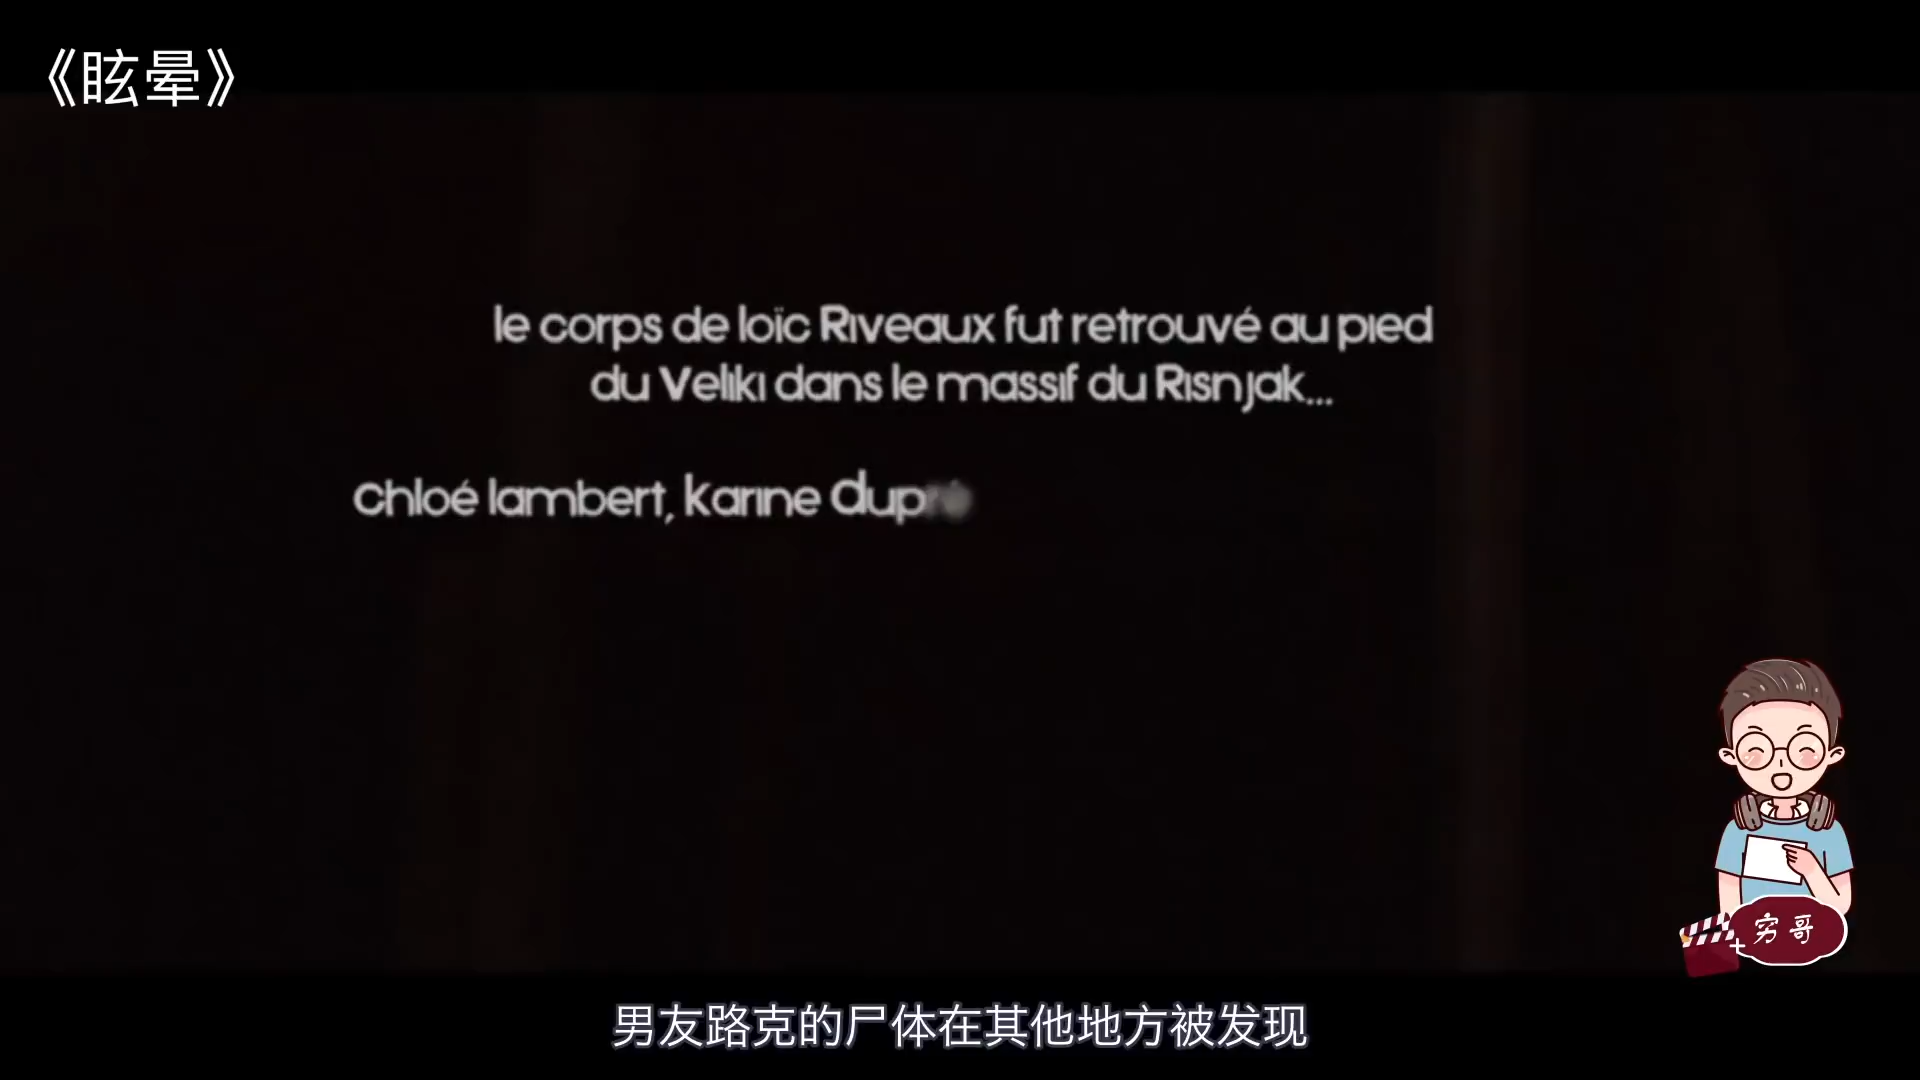 《眩晕》
le corps de loïc Riveaux fut retrouvé au pied
du Veliki dans le massif du Risnjak...
Chloé lambert, Karine Dupré
穷哥
男友路克的尸体在其他地方被发现